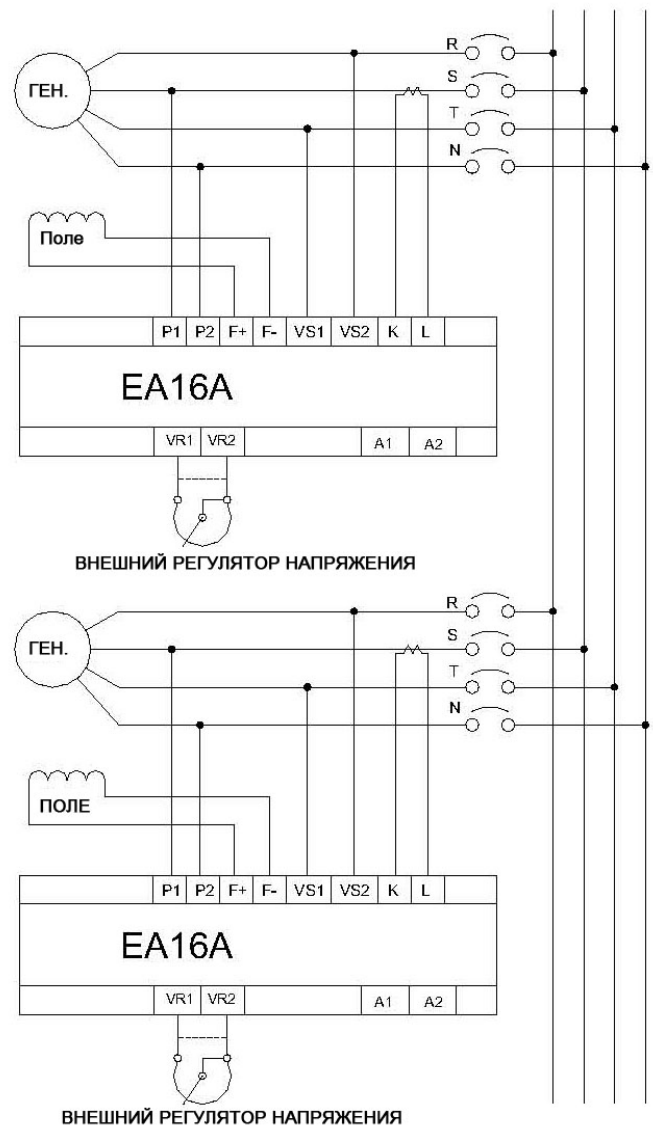 R
S
ГЕН.
T
N
Поле
P1 P2 F+ F- VS1 VS2 K L
EA16A
VR1 VR2 A1 A2
ВНЕШНИЙ РЕГУЛЯТОР НАПРЯЖЕНИЯ
R
S
ГЕН.
T
N
ПОЛЕ
P1 P2 F+ F- VS1 VS2 K L
EA16A
VR1 VR2 A1 A2
ВНЕШНИЙ РЕГУЛЯТОР НАПРЯЖЕНИЯ